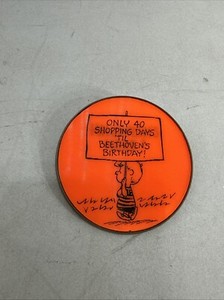 ONLY 40
SHOPPING DAYS
'TIL
BEETHOVEN'S
BIRTHDAY!